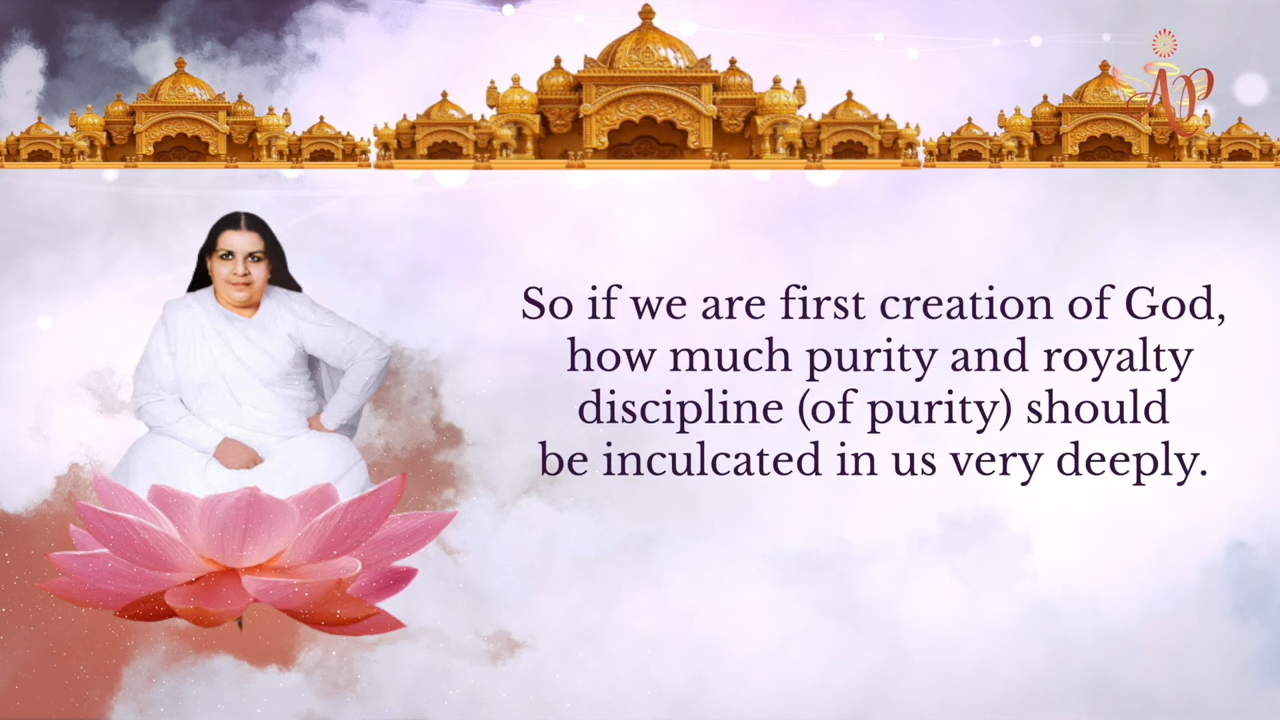 So if we are first creation of God,
how much purity and royalty
discipline (of purity) should
be inculcated in us very deeply.
AP